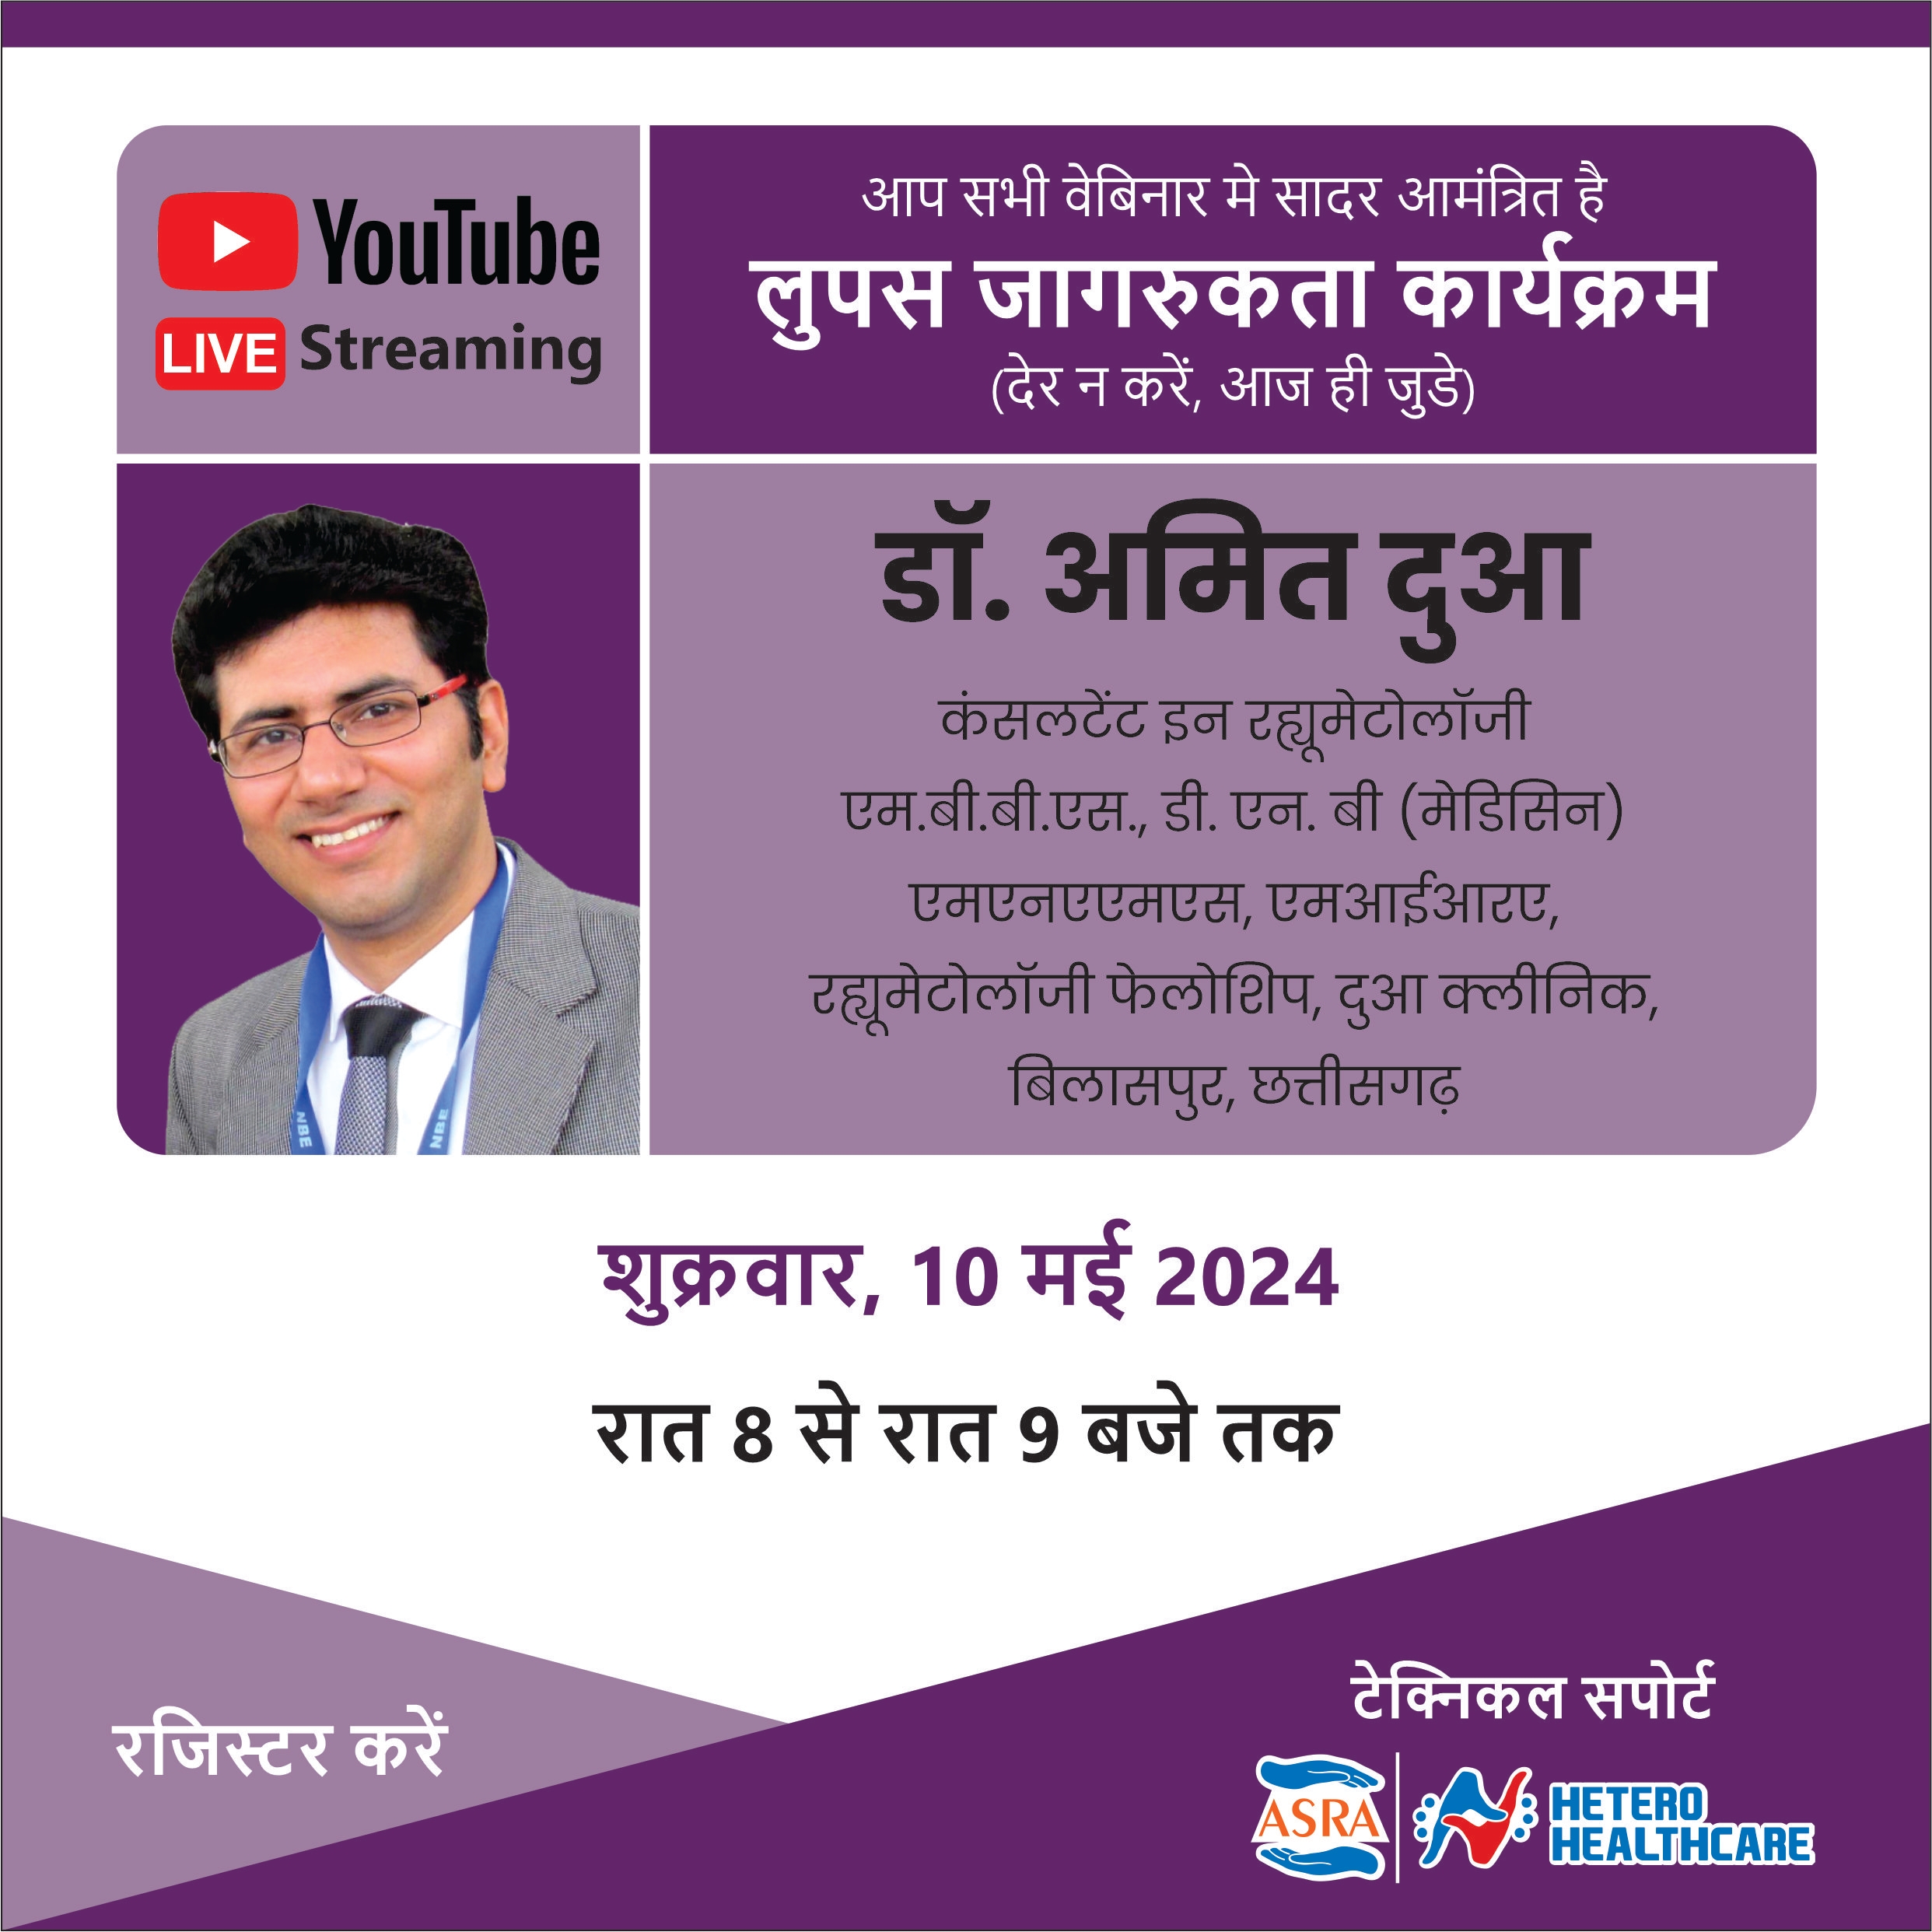 YouTube
LIVE Streaming
आप सभी वेबिनार मे सादर आमंत्रित है
लुपस जागरुकता कार्यक्रम
(देर न करें, आज ही जुडे)
डॉ. अमित दुआ
कंसलटेंट इन रह्यूमेटोलॉजी
एम.बी.बी.एस., डी. एन. बी (मेडिसिन)
एमएनएएमएस, एमआईआरए,
रह्यूमेटोलॉजी फेलोशिप, दुआ क्लीनिक,
बिलासपुर, छत्तीसगढ़
NBE
NBE
शुक्रवार, 10 मई 2024
रात 8 से रात 9 बजे तक
रजिस्टर करें
टेक्निकल सपोर्ट
ASRA
HETERO
HEALTHCARE